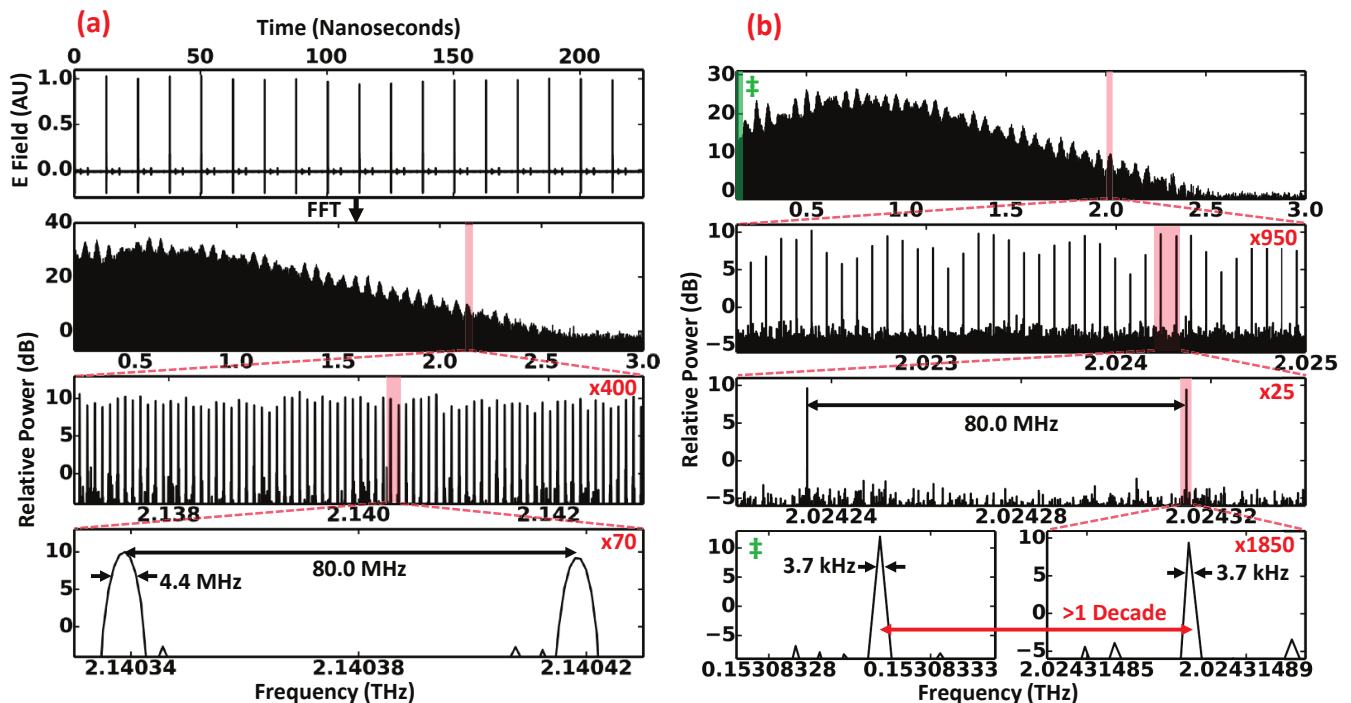 (a)
Time (Nanoseconds)
0 50 100 150 200
E Field (AU)
1.0
0.5
0.0
FFT
Relative Power (dB)
40
20
0
0.5 1.0 1.5 2.0 2.5 3.0
x400
10
5
0
2.138 2.140 2.142
x70
10
5
0
4.4 MHz
80.0 MHz
2.14034 2.14038 2.14042
Frequency (THz)
(b)
‡
30
20
10
0
0.5 1.0 1.5 2.0 2.5 3.0
Relative Power (dB)
x950
10
5
0
−5
2.023 2.024 2.025
x25
10
5
0
−5
80.0 MHz
2.02424 2.02428 2.02432
‡
10
5
0
−5
3.7 kHz
0.15308328 0.15308333
x1850
10
5
0
−5
3.7 kHz
>1 Decade
2.02431485 2.02431489
Frequency (THz)